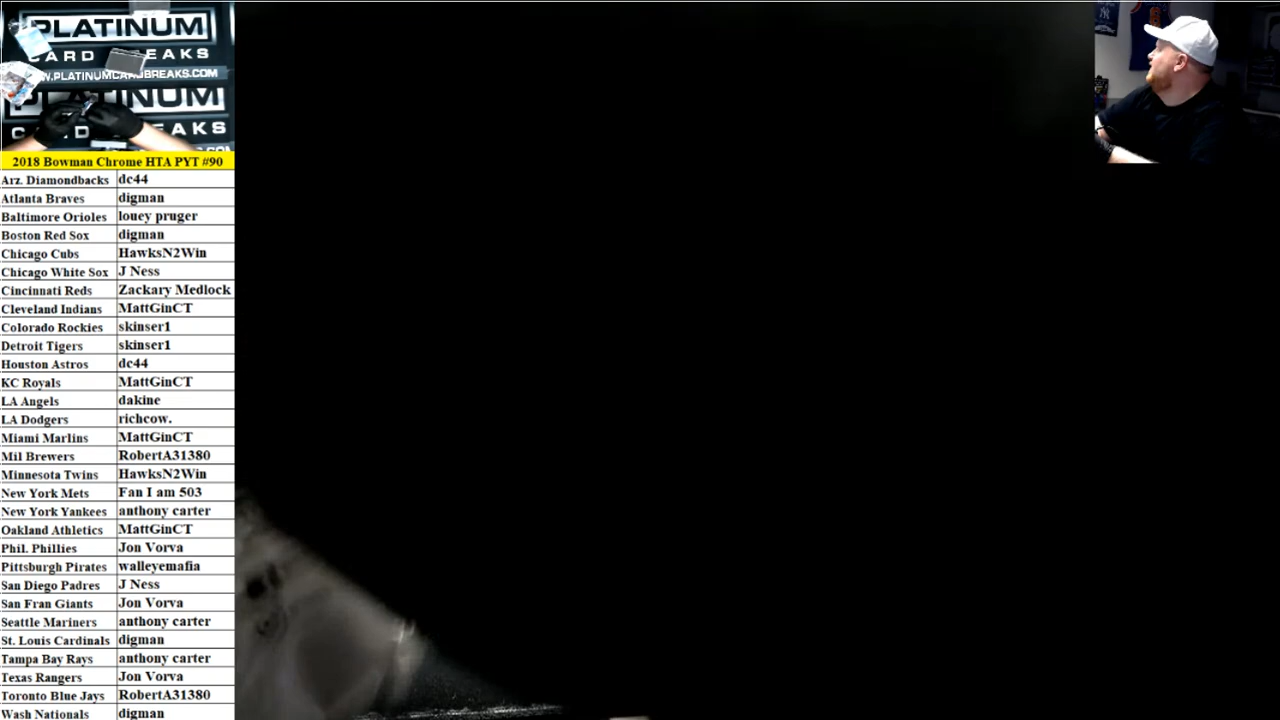 PLATINUM
CARD BREAKS
WWW.PLATINUMCARDBREAKS.COM
PLATINUM
CARD BREAKS
2018 Bowman Chrome HTA PYT #90
Arz. Diamondbacks dc44
Atlanta Braves digman
Baltimore Orioles louey pruger
Boston Red Sox digman
Chicago Cubs HawksN2Win
Chicago White Sox J Ness
Cincinnati Reds Zackary Medlock
Cleveland Indians MattGinCT
Colorado Rockies skinser1
Detroit Tigers skinser1
Houston Astros dc44
KC Royals MattGinCT
LA Angels dakine
LA Dodgers richcow.
Miami Marlins MattGinCT
Mil Brewers RobertA31380
Minnesota Twins HawksN2Win
New York Mets Fan I am 503
New York Yankees anthony carter
Oakland Athletics MattGinCT
Phil. Phillies Jon Vorva
Pittsburgh Pirates walleyemafia
San Diego Padres J Ness
San Fran Giants Jon Vorva
Seattle Mariners anthony carter
St. Louis Cardinals digman
Tampa Bay Rays anthony carter
Texas Rangers Jon Vorva
Toronto Blue Jays RobertA31380
Wash Nationals digman